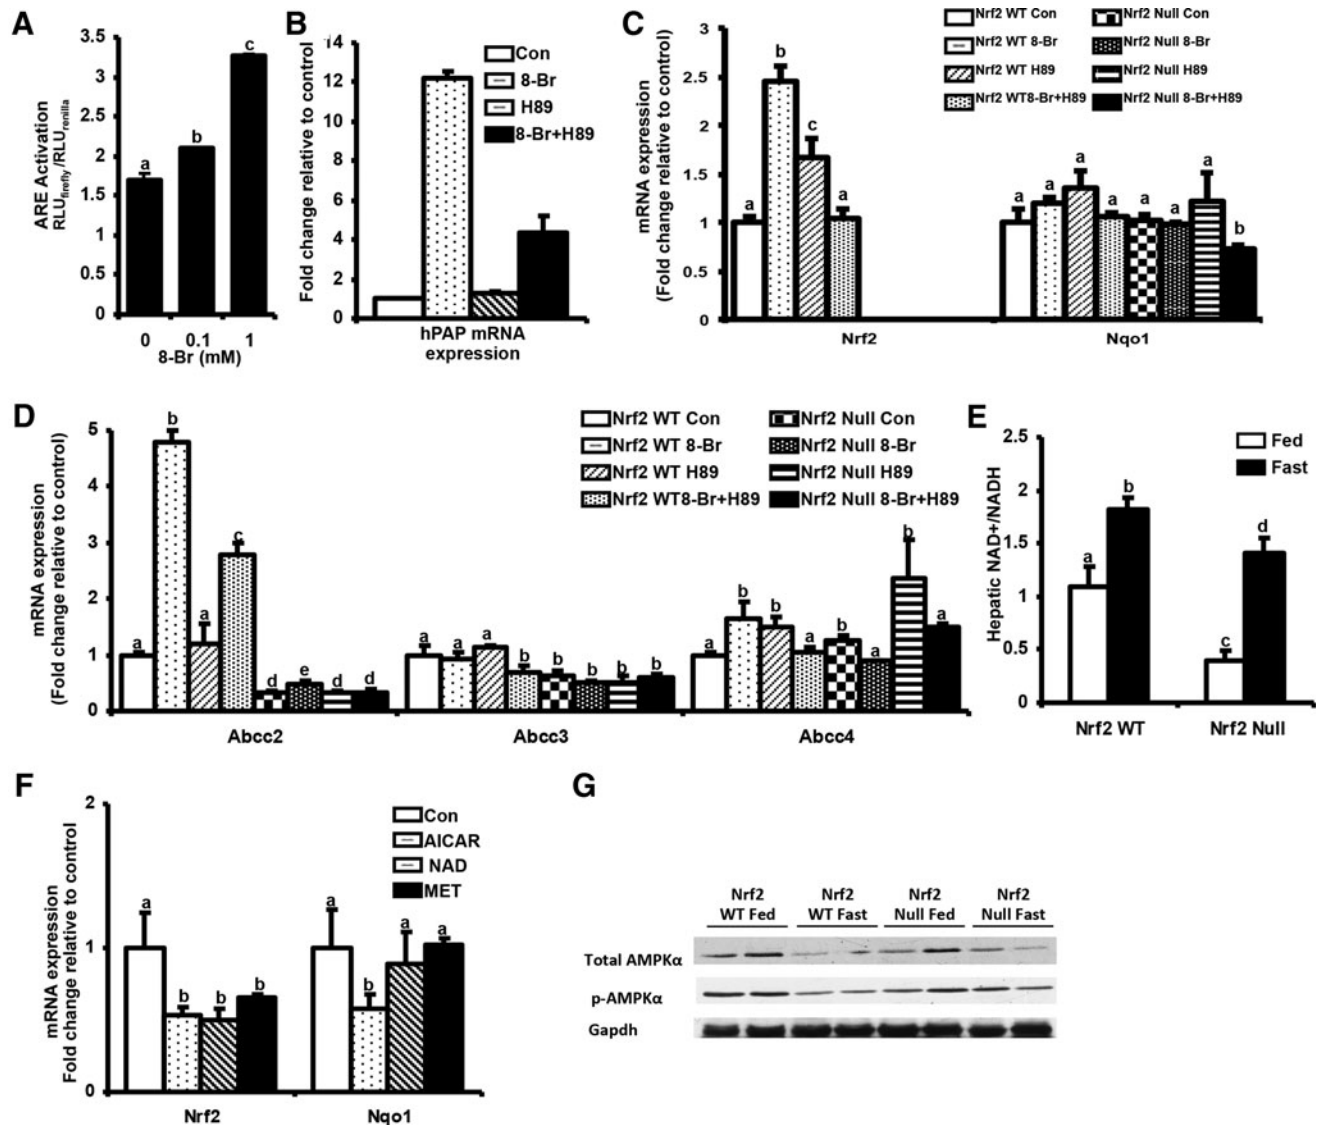 A
ARE Activation
RLUfirefly/RLUrenilla
3.5
3
2.5
2
1.5
1
0.5
0
a
b
c
0 0.1 1
8-Br (mM)
B
Fold change relative to control
14
12
10
8
6
4
2
0
Con
8-Br
H89
8-Br+H89
hPAP mRNA
expression
C
mRNA expression
(Fold change relative to control)
3
2.5
2
1.5
1
0.5
0
Nrf2 WT Con
Nrf2 WT 8-Br
Nrf2 WT H89
Nrf2 WT8-Br+H89
Nrf2 Null Con
Nrf2 Null 8-Br
Nrf2 Null H89
Nrf2 Null 8-Br+H89
a b c a
a a a a a a a b
Nrf2 Nqo1
D
mRNA expression
(Fold change relative to control)
5
4
3
2
1
0
Nrf2 WT Con
Nrf2 WT 8-Br
Nrf2 WT H89
Nrf2 WT8-Br+H89
Nrf2 Null Con
Nrf2 Null 8-Br
Nrf2 Null H89
Nrf2 Null 8-Br+H89
a b a c d e d d
a a a b b b b b
a b b a b a b a
Abcc2 Abcc3 Abcc4
E
Hepatic NAD+/NADH
2.5
2
1.5
1
0.5
0
Fed
Fast
a b c d
Nrf2 WT Nrf2 Null
F
mRNA expression
Fold change relative to control
2
1
0
Con
AICAR
NAD
MET
a b b b
a b a a
Nrf2 Nqo1
G
Nrf2 Nrf2 Nrf2 Nrf2
WT Fed WT Fast Null Fed Null Fast
Total AMPKα
p-AMPKα
Gapdh